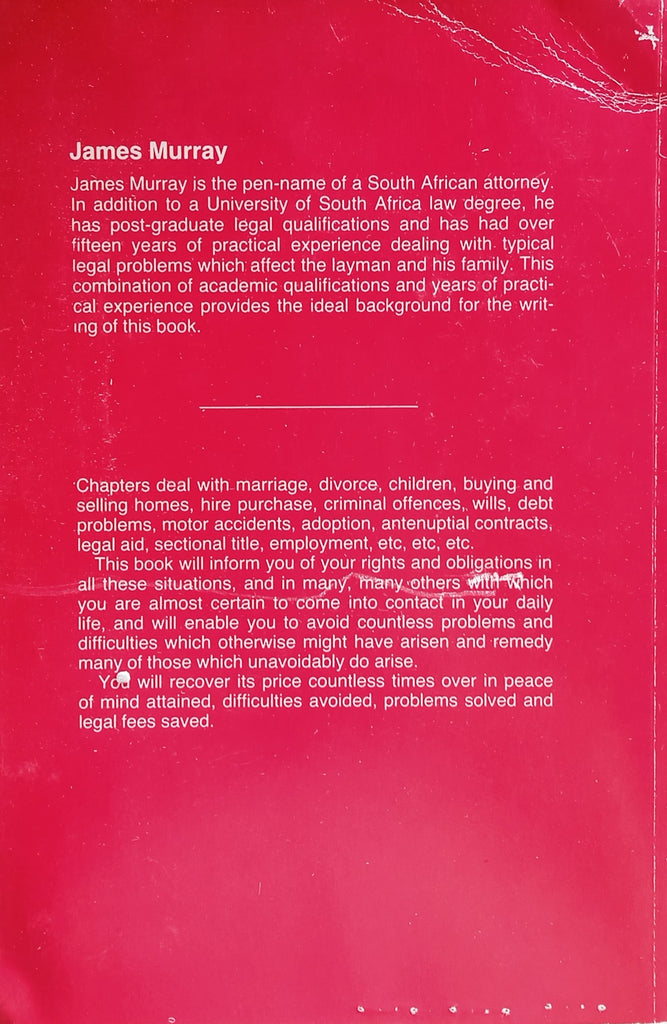 James Murray
James Murray is the pen-name of a South African attorney.
In addition to a University of South Africa law degree, he
has post-graduate legal qualifications and has had over
fifteen years of practical experience dealing with typical
legal problems which affect the layman and his family. This
combination of academic qualifications and years of practi-
cal experience provides the ideal background for the writ-
ing of this book.
Chapters deal with marriage, divorce, children, buying and
selling homes, hire purchase, criminal offences, wills, debt
problems, motor accidents, adoption, antenuptial contracts,
legal aid, sectional title, employment, etc, etc, etc.
This book will inform you of your rights and obligations in
all these situations, and in many, many others with which
you are almost certain to come into contact in your daily
life, and will enable you to avoid countless problems and
difficulties which otherwise might have arisen and remedy
many of those which unavoidably do arise.
You will recover its price countless times over in peace
of mind attained, difficulties avoided, problems solved and
legal fees saved.